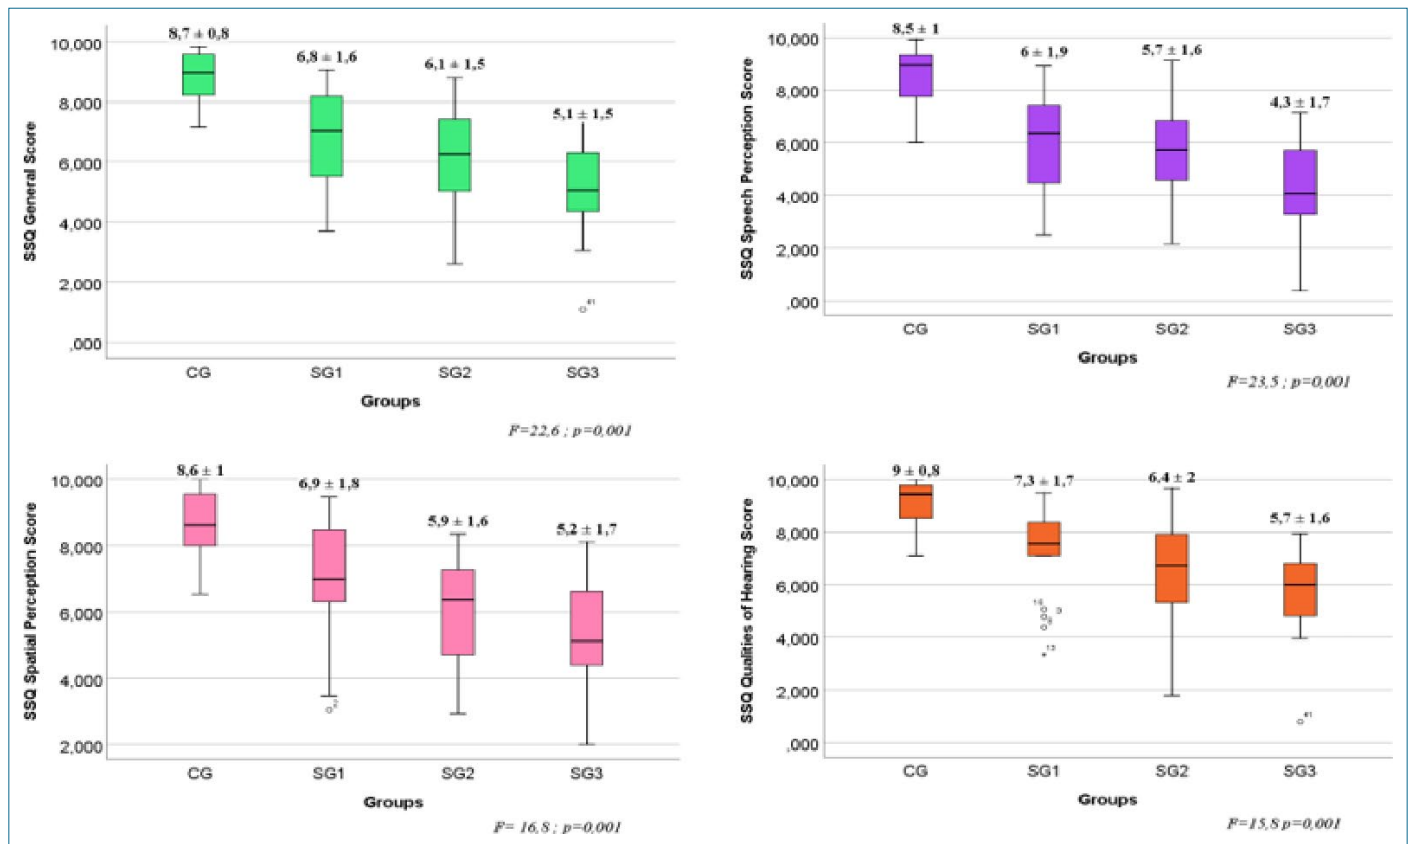 8,7 ± 0,8
6,8 ± 1,6
6,1 ± 1,5
5,1 ± 1,5
10,000
8,000
6,000
4,000
2,000
,000
SSQ General Score
41
CG SG1 SG2 SG3
Groups
F=22,6 ; p=0,001
8,5 ± 1
6 ± 1,9
5,7 ± 1,6
4,3 ± 1,7
10,000
8,000
6,000
4,000
2,000
,000
SSQ Speech Perception Score
CG SG1 SG2 SG3
Groups
F=23,5 ; p=0,001
8,6 ± 1
6,9 ± 1,8
5,9 ± 1,6
5,2 ± 1,7
10,000
8,000
6,000
4,000
2,000
SSQ Spatial Perception Score
CG SG1 SG2 SG3
Groups
F= 16,8 ; p=0,001
9 ± 0,8
7,3 ± 1,7
6,4 ± 2
5,7 ± 1,6
10,000
8,000
6,000
4,000
2,000
,000
SSQ Qualities of Hearing Score
13
41
CG SG1 SG2 SG3
Groups
F=15,8 p=0,001